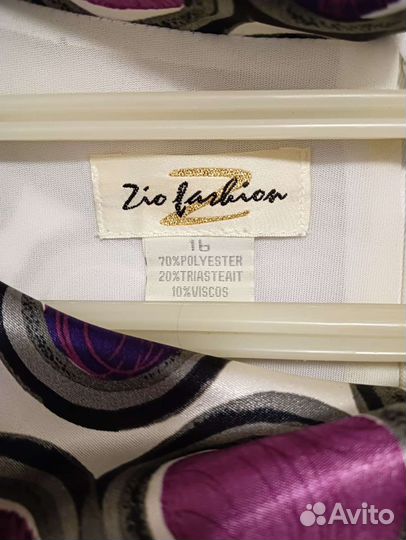 Zio fashion
16
70%POLYESTER
20%TRIASTEAIT
10%VISCOS
Avito